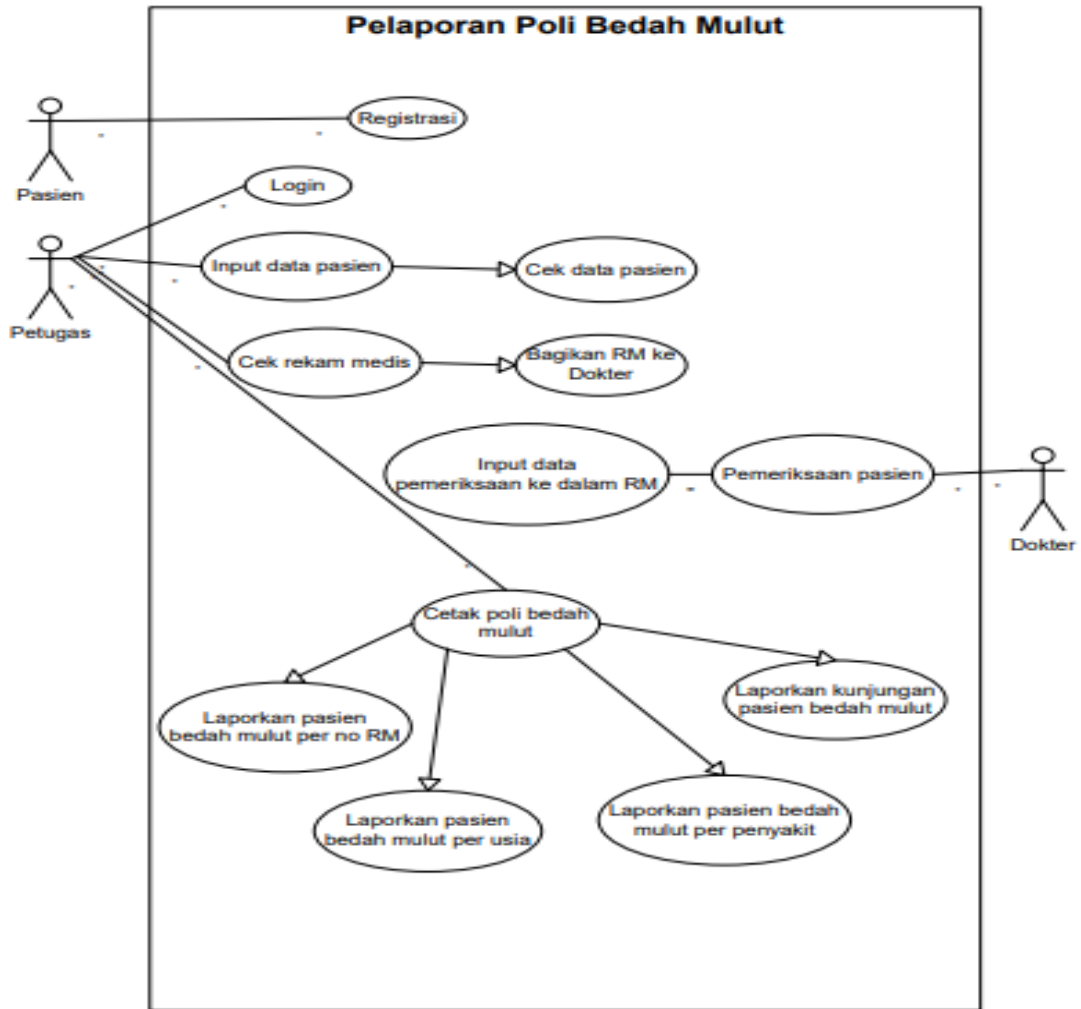 Pelaporan Poli Bedah Mulut
Registrasi
Pasien
Login
Petugas
Input data pasien
Cek data pasien
Cek rekam medis
Bagikan RM ke
Dokter
Input data
pemeriksaan ke dalam RM
Pemeriksaan pasien
Dokter
Cetak poli bedah
mulut
Laporkan pasien
bedah mulut per no RM
Laporkan kunjungan
pasien bedah mulut
Laporkan pasien
bedah mulut per usia
Laporkan pasien bedah
mulut per penyakit